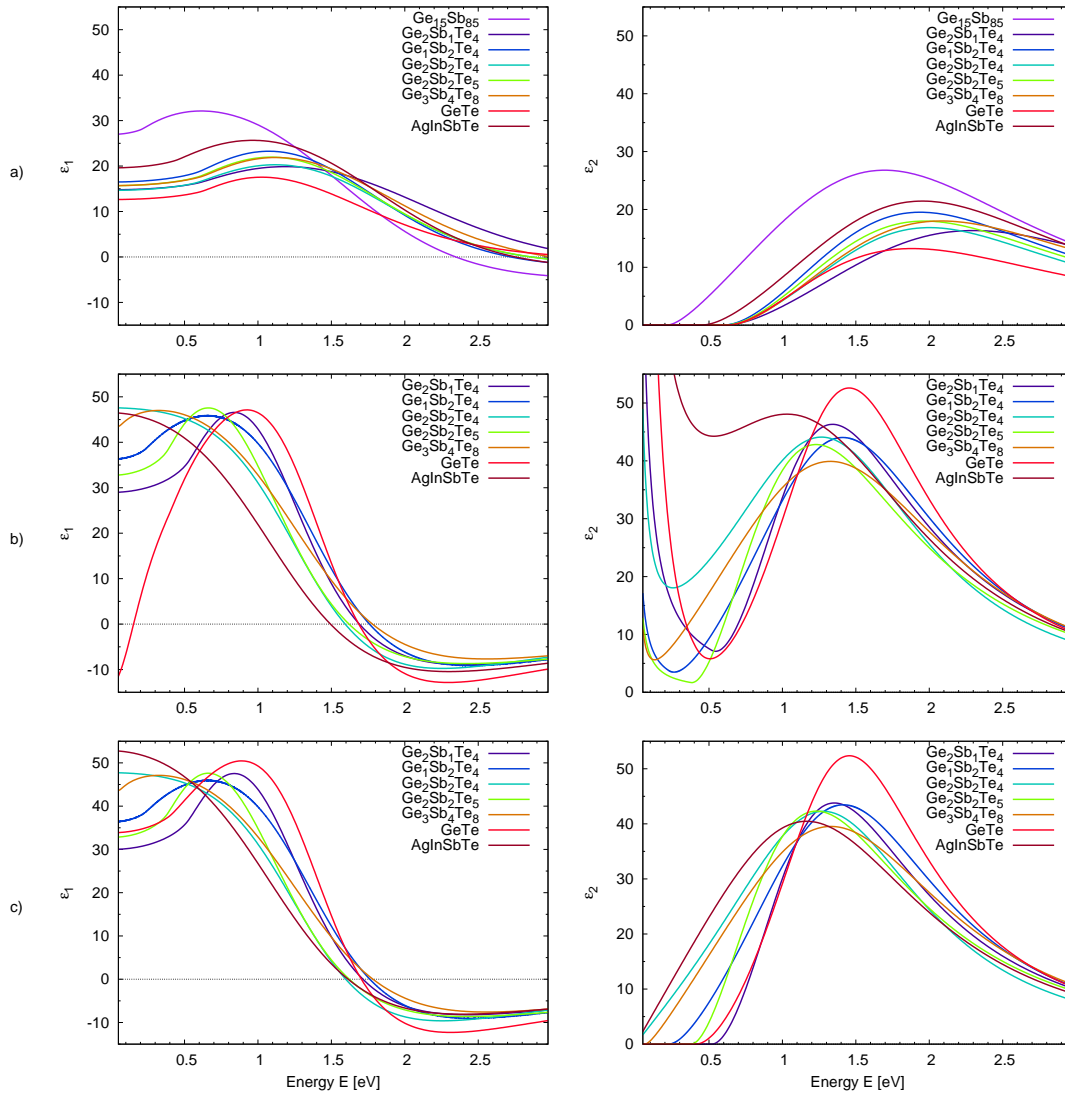 a)
ε₁
55
50
40
30
20
10
0
-10
0.5
1
1.5
2
2.5
Ge₁₅Sb₈₅
Ge₂Sb₁Te₄
Ge₁Sb₂Te₄
Ge₂Sb₂Te₄
Ge₂Sb₂Te₅
Ge₃Sb₄Te₈
GeTe
AgInSbTe
ε₂
50
40
30
20
10
0
0.5
1
1.5
2
2.5
Ge₁₅Sb₈₅
Ge₂Sb₁Te₄
Ge₁Sb₂Te₄
Ge₂Sb₂Te₄
Ge₂Sb₂Te₅
Ge₃Sb₄Te₈
GeTe
AgInSbTe
b)
ε₁
50
40
30
20
10
0
-10
0.5
1
1.5
2
2.5
Ge₂Sb₁Te₄
Ge₁Sb₂Te₄
Ge₂Sb₂Te₄
Ge₂Sb₂Te₅
Ge₃Sb₄Te₈
GeTe
AgInSbTe
ε₂
50
40
30
20
10
0
0.5
1
1.5
2
2.5
Ge₂Sb₁Te₄
Ge₁Sb₂Te₄
Ge₂Sb₂Te₄
Ge₂Sb₂Te₅
Ge₃Sb₄Te₈
GeTe
AgInSbTe
c)
ε₁
50
40
30
20
10
0
-10
0.5
1
1.5
2
2.5
Energy E [eV]
Ge₂Sb₁Te₄
Ge₁Sb₂Te₄
Ge₂Sb₂Te₄
Ge₂Sb₂Te₅
Ge₃Sb₄Te₈
GeTe
AgInSbTe
ε₂
50
40
30
20
10
0
0.5
1
1.5
2
2.5
Energy E [eV]
Ge₂Sb₁Te₄
Ge₁Sb₂Te₄
Ge₂Sb₂Te₄
Ge₂Sb₂Te₅
Ge₃Sb₄Te₈
GeTe
AgInSbTe